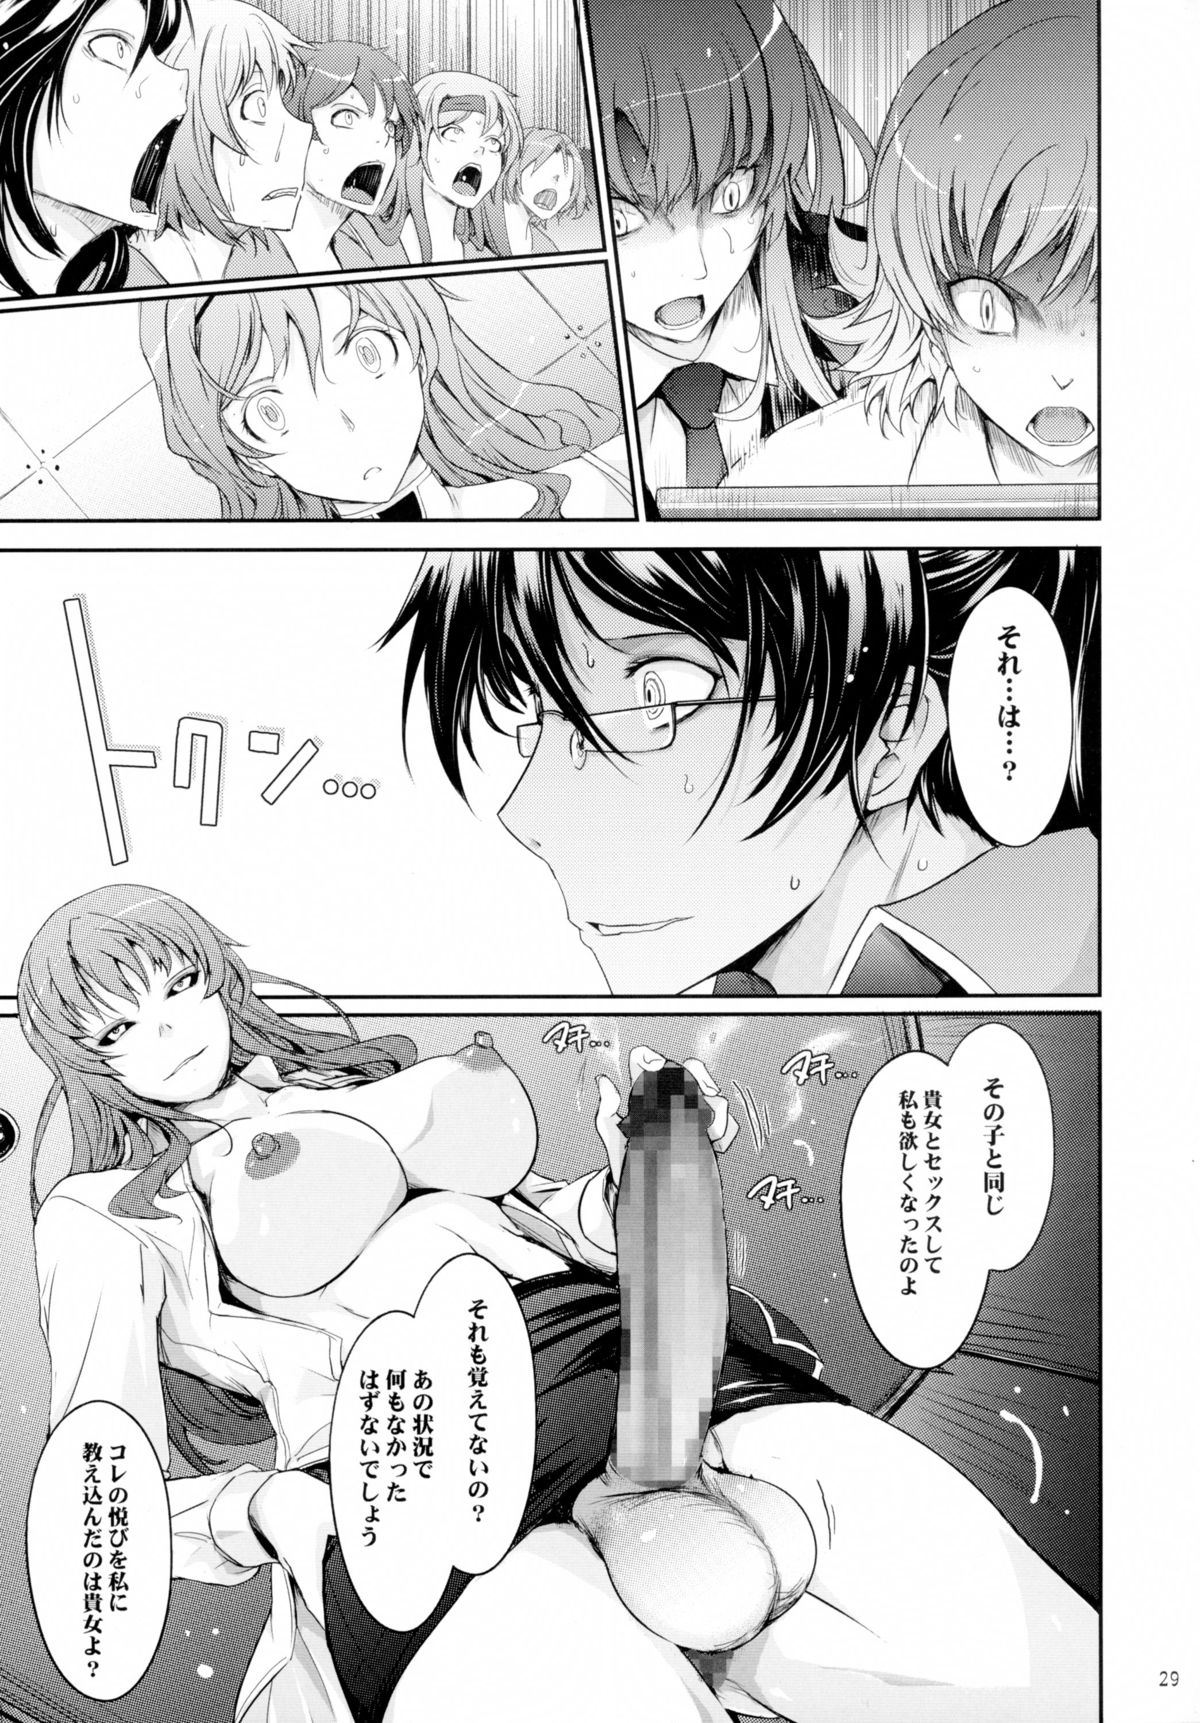 それ…は…？
トクン…
その子と同じ
貴女とセックスして
私も欲しくなったのよ
ヌチ…
ヌチ…
ヌチ…
それも覚えてないの？
あの状況で
何もなかった
はずないでしょう
コレの悦びを私に
教え込んだのは貴女よ？
29